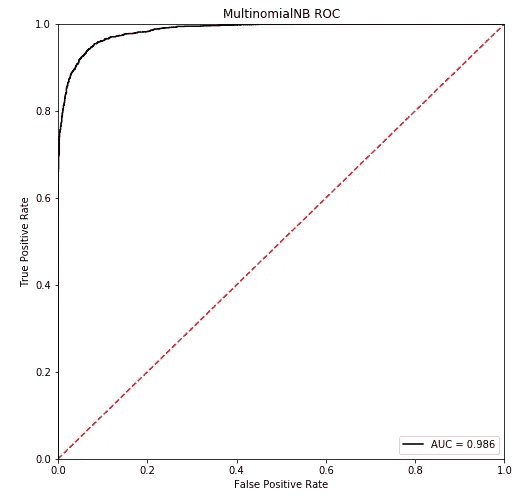 MultinomialNB ROC
1.0
0.8
0.6
0.4
0.2
0.0
True Positive Rate
AUC = 0.986
0.0 0.2 0.4 0.6 0.8 1.0
False Positive Rate